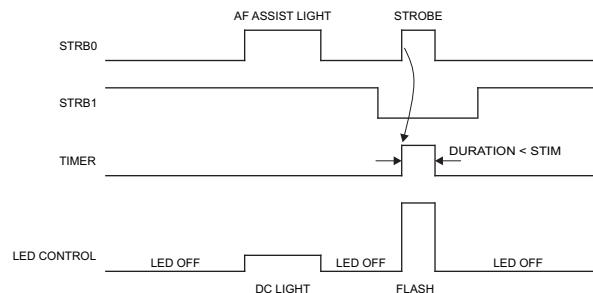 AF ASSIST LIGHT STROBE
STRB0
STRB1
TIMER
DURATION < STIM
LED CONTROL
LED OFF LED OFF LED OFF
DC LIGHT FLASH